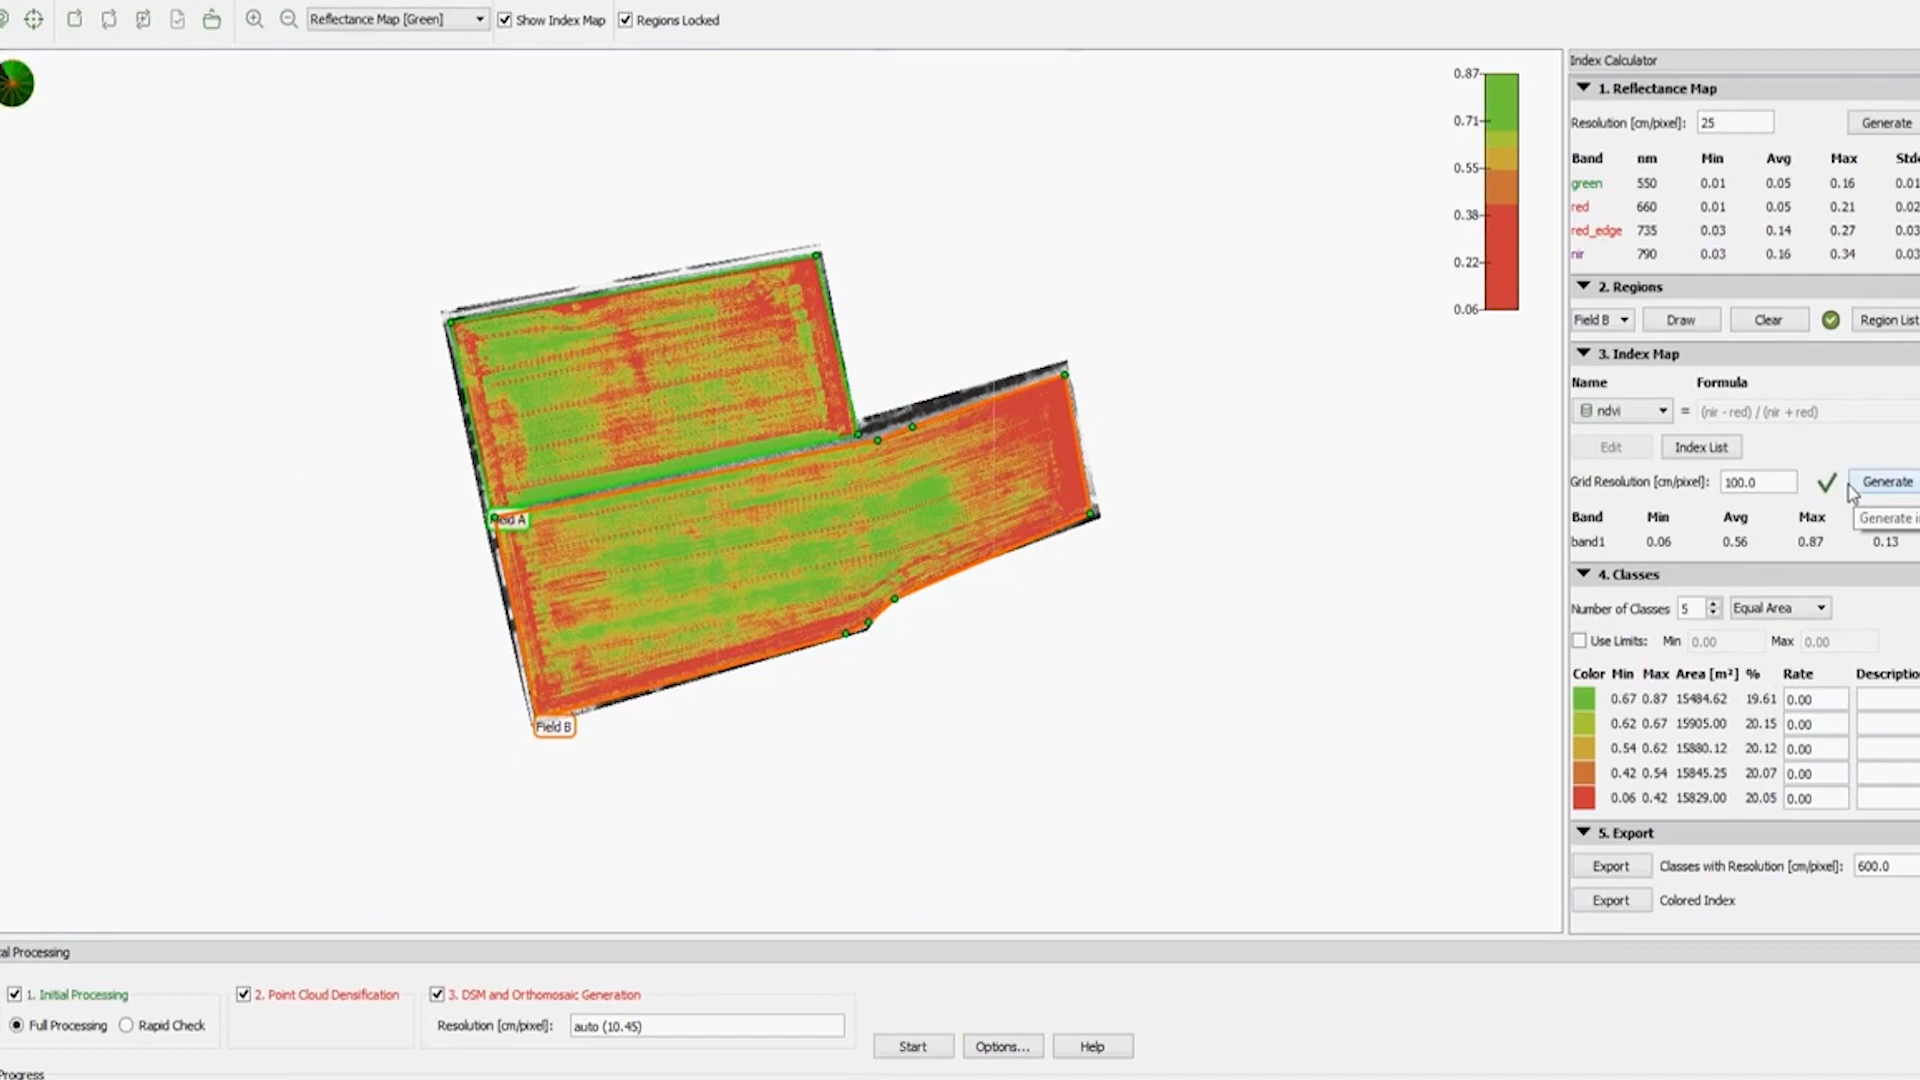 Reflectance Map [Green] Show Index Map Regions Locked
0.87
0.71
0.55
0.38
0.22
0.06
Field B
Index Calculator
1. Reflectance Map
Resolution [cm/pixel]: 25 Generate
Band nm Min Avg Max
green 550 0.01 0.05 0.16 0.01
red 660 0.01 0.05 0.21 0.02
red_edge 735 0.03 0.14 0.27 0.03
nir 790 0.03 0.16 0.34 0.03
2. Regions
Field B Draw Clear Region List
3. Index Map
Name Formula
ndvi = (nir - red) / (nir + red)
Edit Index List
Grid Resolution [cm/pixel]: 100.0 Generate
Generate
Band Min Avg Max
band1 0.06 0.56 0.87 0.13
4. Classes
Number of Classes 5 Equal Area
Use Limits: Min 0.00 Max 0.00
Color Min Max Area [m²] % Rate
0.67 0.87 15484.62 19.61 0.00
0.62 0.67 15905.00 20.15 0.00
0.54 0.62 15880.12 20.12 0.00
0.42 0.54 15845.25 20.07 0.00
0.06 0.42 15829.00 20.05 0.00
5. Export
Export Classes with Resolution [cm/pixel]: 600.0
Export Colored Index
Processing
1. Initial Processing 2. Point Cloud Densification 3. DSM and Orthomosaic Generation
Full Processing Rapid Check Resolution [cm/pixel]: auto (10.45)
Start Options... Help
Progress